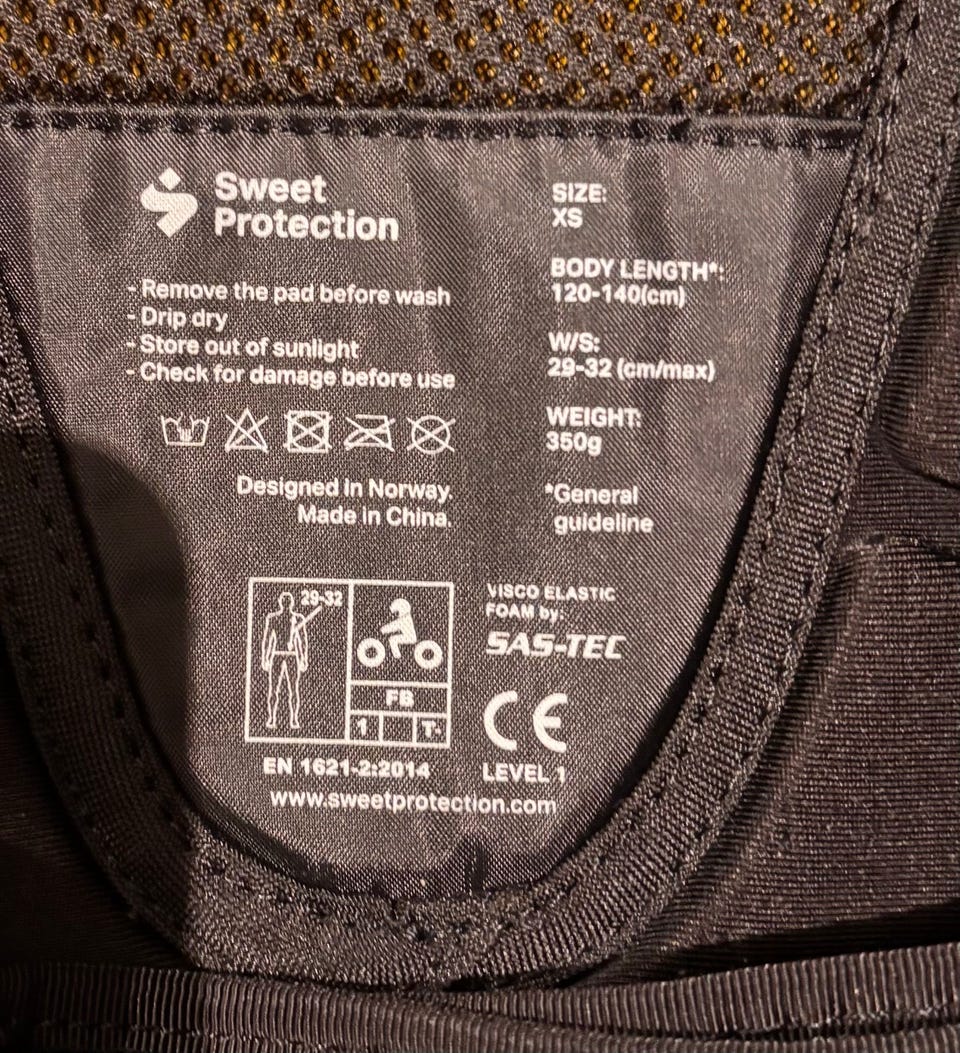 Sweet
Protection
- Remove the pad before wash
- Drip dry
- Store out of sunlight
- Check for damage before use
Designed in Norway.
Made in China.
SIZE:
XS
BODY LENGTH*:
120-140(cm)
W/S:
29-32 (cm/max)
WEIGHT:
350g
*General
guideline
29-32
FB
1 T-
EN 1621-2:2014
VISCO ELASTIC
FOAM by:
SAS-TEC
CE
LEVEL 1
www.sweetprotection.com